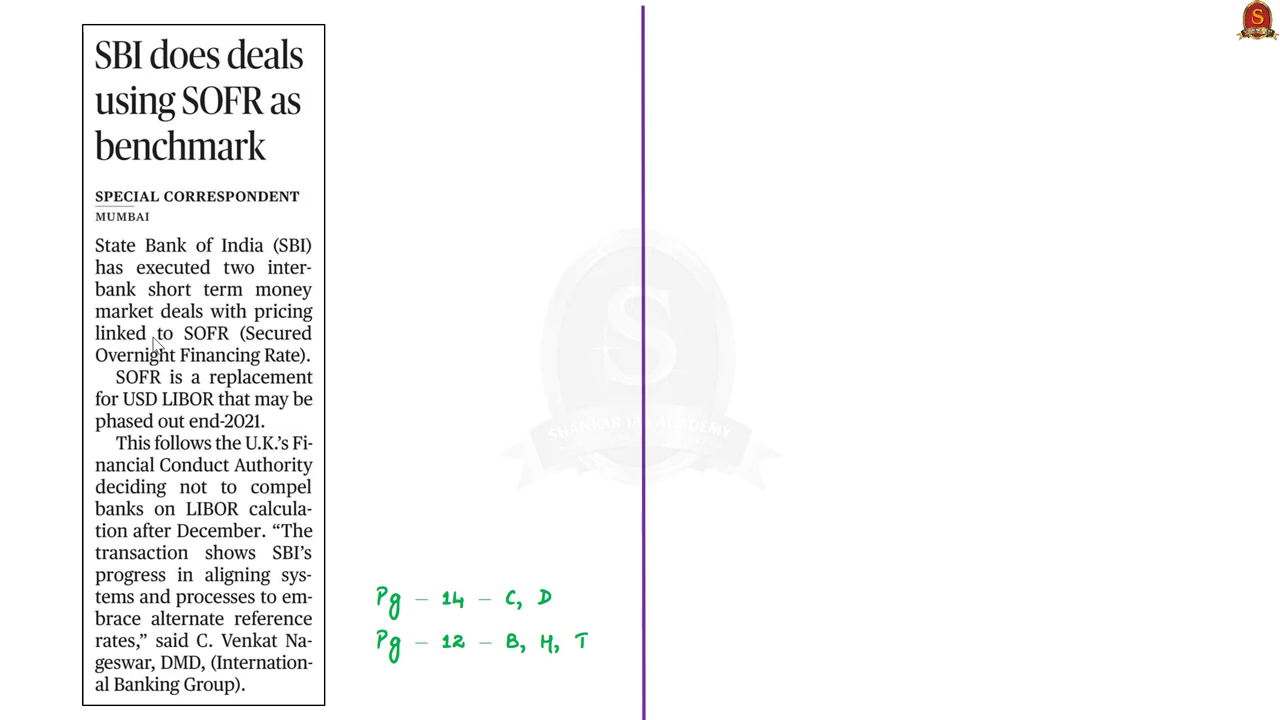 SBI does deals
using SOFR as
benchmark
SPECIAL CORRESPONDENT
MUMBAI
State Bank of India (SBI)
has executed two inter-
bank short term money
market deals with pricing
linked to SOFR (Secured
Overnight Financing Rate).
SOFR is a replacement
for USD LIBOR that may be
phased out end-2021.
This follows the U.K.’s Fi-
nancial Conduct Authority
deciding not to compel
banks on LIBOR calcula-
tion after December. “The
transaction shows SBI’s
progress in aligning sys-
tems and processes to em-
brace alternate reference
rates,” said C. Venkat Na-
geswar, DMD, (Internation-
al Banking Group).
Pg – 14 – C, D
Pg – 12 – B, H, T
S
SHANKAR IAS ACADEMY
S